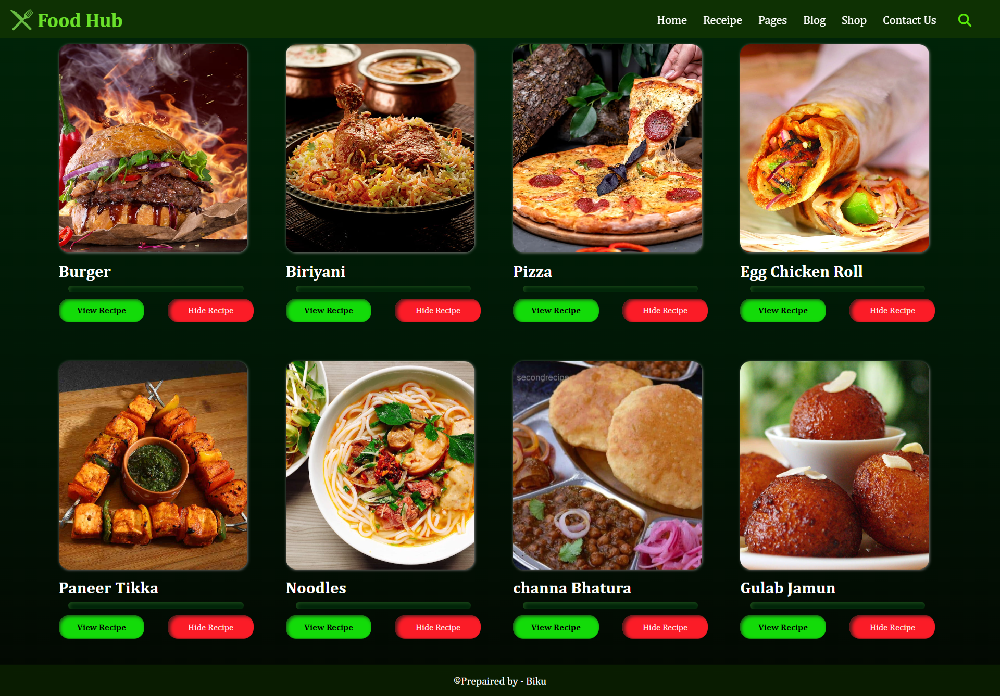 Food Hub
Home Receipe Pages Blog Shop Contact Us
secondrecipe
Burger
Biriyani
Pizza
Egg Chicken Roll
View Recipe Hide Recipe
View Recipe Hide Recipe
View Recipe Hide Recipe
View Recipe Hide Recipe
Paneer Tikka
Noodles
channa Bhatura
Gulab Jamun
View Recipe Hide Recipe
View Recipe Hide Recipe
View Recipe Hide Recipe
View Recipe Hide Recipe
©Prepaired by - Biku